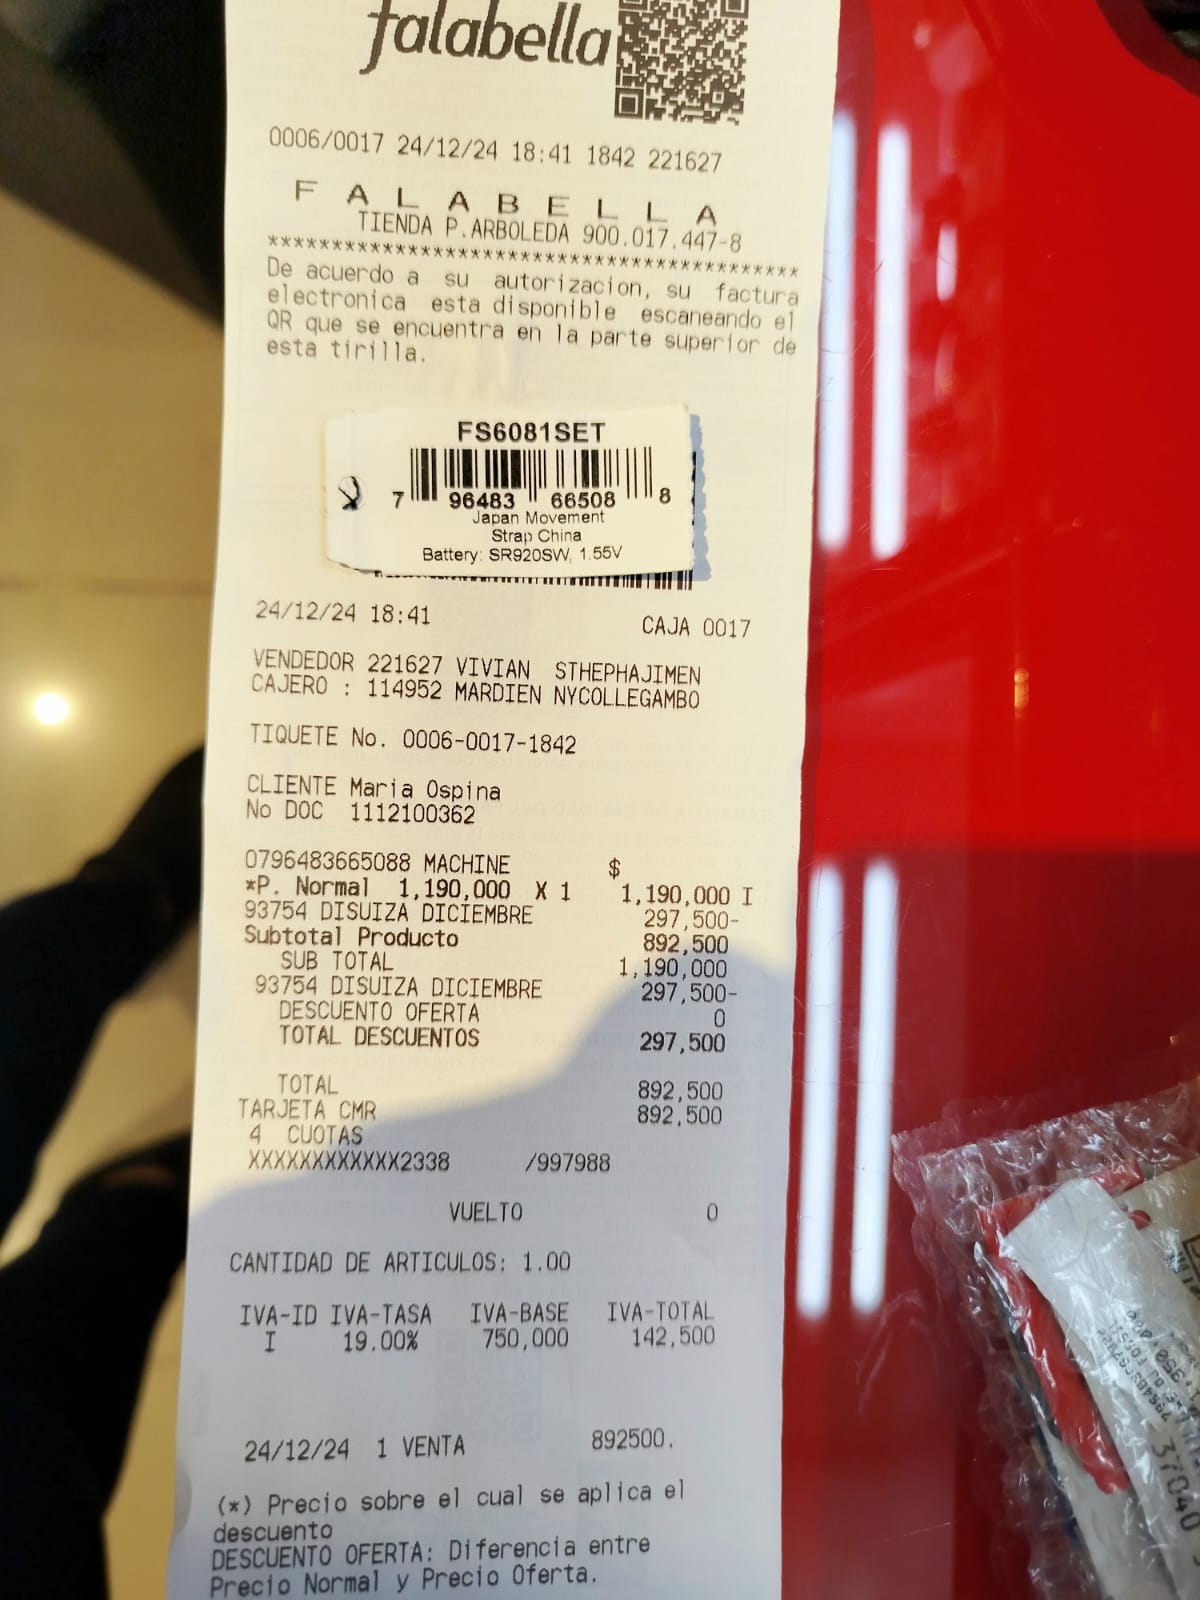 falabella
0006/0017 24/12/24 18:41 1842 221627
F A L A B E L L A
TIENDA P.ARBOLEDA 900.017.447-8
******************************************
De acuerdo a su autorizacion, su factura
electronica esta disponible escaneando el
QR que se encuentra en la parte superior de
esta tirilla.
FS6081SET
7 96483 66508 8
Japan Movement
Strap China
Battery: SR920SW, 1.55V
24/12/24 18:41 CAJA 0017
VENDEDOR 221627 VIVIAN STHEPHAJIMEN
CAJERO : 114952 MARDIEN NYCOLLEGAMBO
TIQUETE No. 0006-0017-1842
CLIENTE Maria Ospina
No DOC 1112100362
0796483665088 MACHINE $
*P. Normal 1,190,000 X 1 1,190,000 I
93754 DISUIZA DICIEMBRE 297,500-
Subtotal Producto 892,500
SUB TOTAL 1,190,000
93754 DISUIZA DICIEMBRE 297,500-
DESCUENTO OFERTA 0
TOTAL DESCUENTOS 297,500
TOTAL 892,500
TARJETA CMR 892,500
4 CUOTAS
XXXXXXXXXXXX2338 /997988
VUELTO 0
CANTIDAD DE ARTICULOS: 1.00
IVA-ID IVA-TASA IVA-BASE IVA-TOTAL
I 19.00% 750,000 142,500
24/12/24 1 VENTA 892500.
(*) Precio sobre el cual se aplica el
descuento
DESCUENTO OFERTA: Diferencia entre
Precio Normal y Precio Oferta.
37040